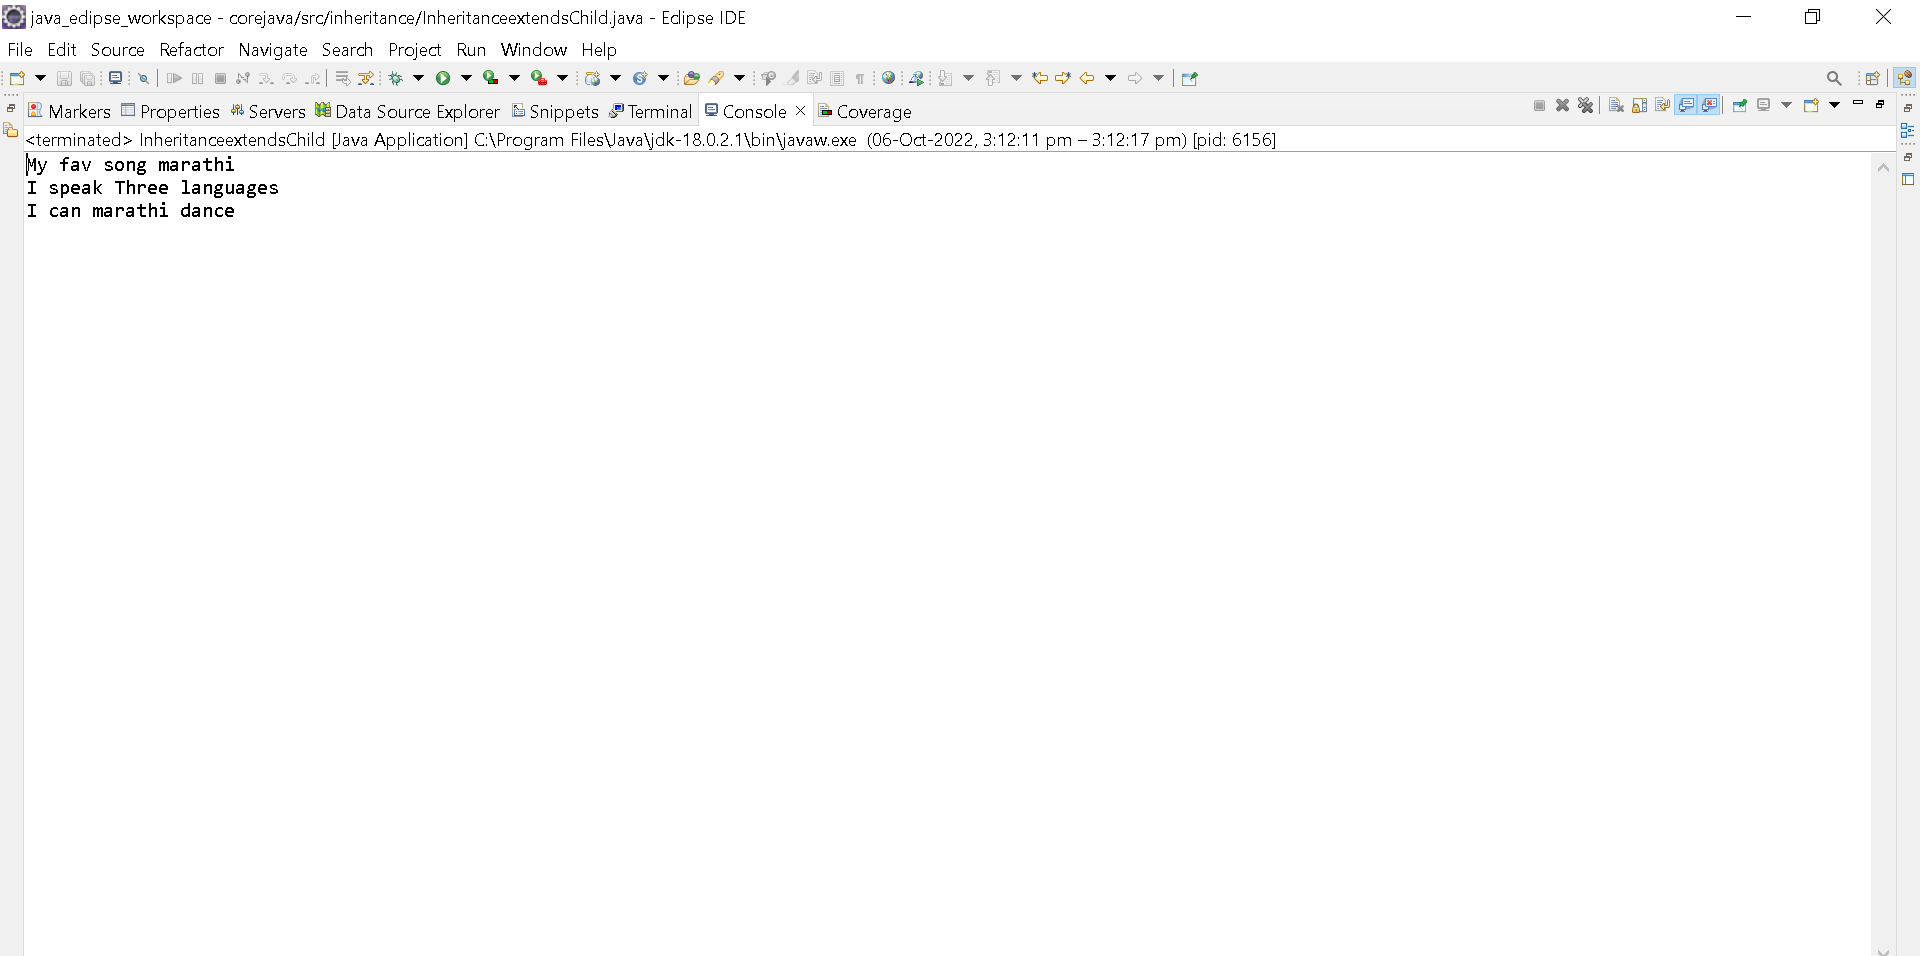 java_eclipse_workspace - corejava/src/inheritance/InheritanceextendsChild.java - Eclipse IDE
File Edit Source Refactor Navigate Search Project Run Window Help
Markers Properties Servers Data Source Explorer Snippets Terminal Console Coverage
<terminated> InheritanceextendsChild [Java Application] C:\Program Files\Java\jdk-18.0.2.1\bin\javaw.exe (06-Oct-2022, 3:12:11 pm – 3:12:17 pm) [pid: 6156]
My fav song marathi
I speak Three languages
I can marathi dance